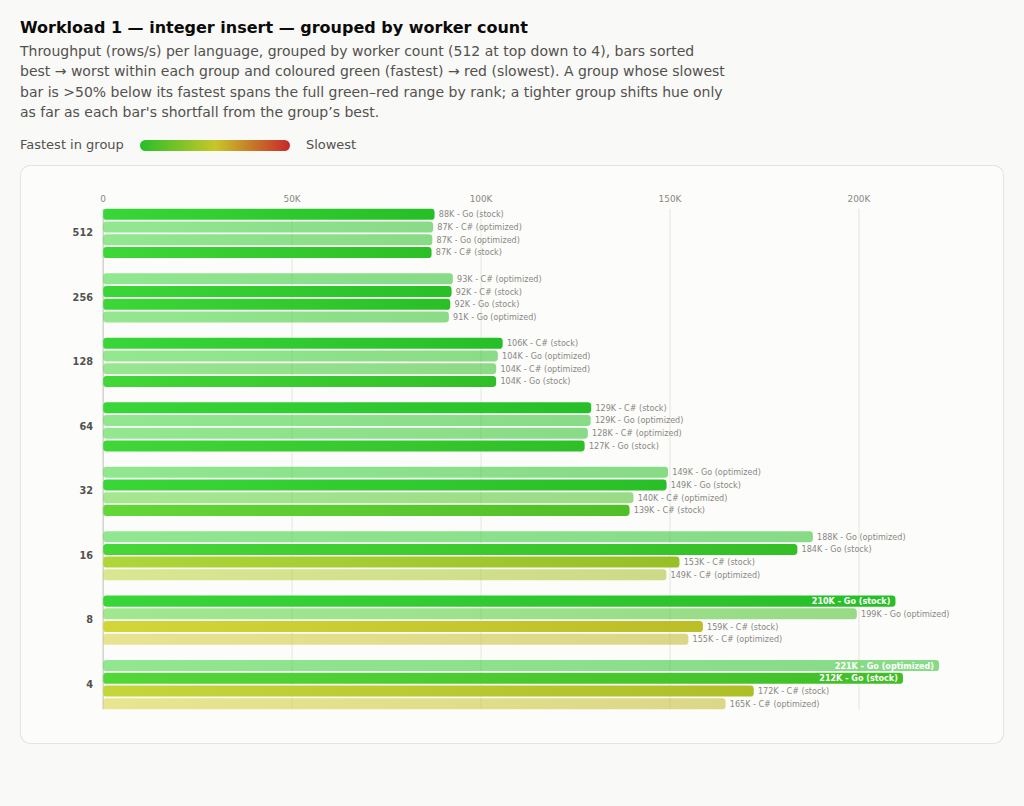 Workload 1 — integer insert — grouped by worker count
Throughput (rows/s) per language, grouped by worker count (512 at top down to 4), bars sorted
best → worst within each group and coloured green (fastest) → red (slowest). A group whose slowest
bar is >50% below its fastest spans the full green–red range by rank; a tighter group shifts hue only
as far as each bar's shortfall from the group’s best.
Fastest in group Slowest
0 50K 100K 150K 200K
512
88K - Go (stock)
87K - C# (optimized)
87K - Go (optimized)
87K - C# (stock)
256
93K - C# (optimized)
92K - C# (stock)
92K - Go (stock)
91K - Go (optimized)
128
106K - C# (stock)
104K - Go (optimized)
104K - C# (optimized)
104K - Go (stock)
64
129K - C# (stock)
129K - Go (optimized)
128K - C# (optimized)
127K - Go (stock)
32
149K - Go (optimized)
149K - Go (stock)
140K - C# (optimized)
139K - C# (stock)
16
188K - Go (optimized)
184K - Go (stock)
153K - C# (stock)
149K - C# (optimized)
8
210K - Go (stock)
199K - Go (optimized)
159K - C# (stock)
155K - C# (optimized)
4
221K - Go (optimized)
212K - Go (stock)
172K - C# (stock)
165K - C# (optimized)